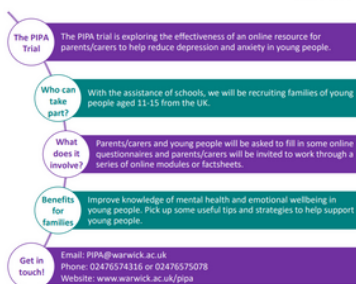 The PIPA
Trial
The PIPA trial is exploring the effectiveness of an online resource for
parents/carers to help reduce depression and anxiety in young people.
Who can
take
part?
With the assistance of schools, we will be recruiting families of young
people aged 11-15 from the UK.
What
does it
involve?
Parents/carers and young people will be asked to fill in some online
questionnaires and parents/carers will be invited to work through a
series of online modules or factsheets.
Benefits
for
families
Improve knowledge of mental health and emotional wellbeing in
young people. Pick up some useful tips and strategies to help support
young people.
Get in
touch!
Email: PIPA@warwick.ac.uk
Phone: 02476574316 or 02476575078
Website: www.warwick.ac.uk/pipa